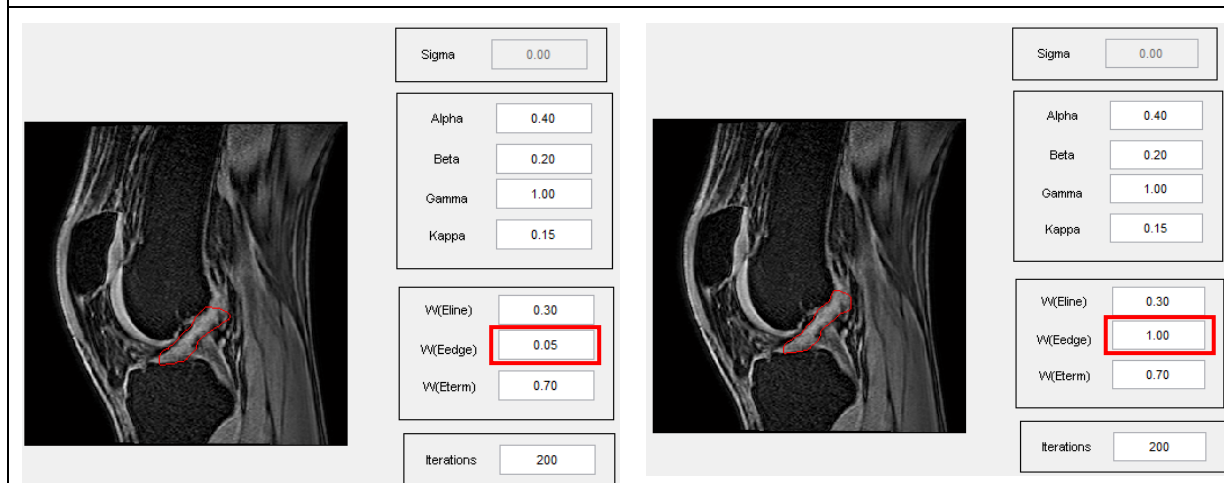 Sigma 0.00
Alpha 0.40
Beta 0.20
Gamma 1.00
Kappa 0.15
W(Eline) 0.30
W(Eedge) 0.05
W(Eterm) 0.70
Iterations 200
Sigma 0.00
Alpha 0.40
Beta 0.20
Gamma 1.00
Kappa 0.15
W(Eline) 0.30
W(Eedge) 1.00
W(Eterm) 0.70
Iterations 200